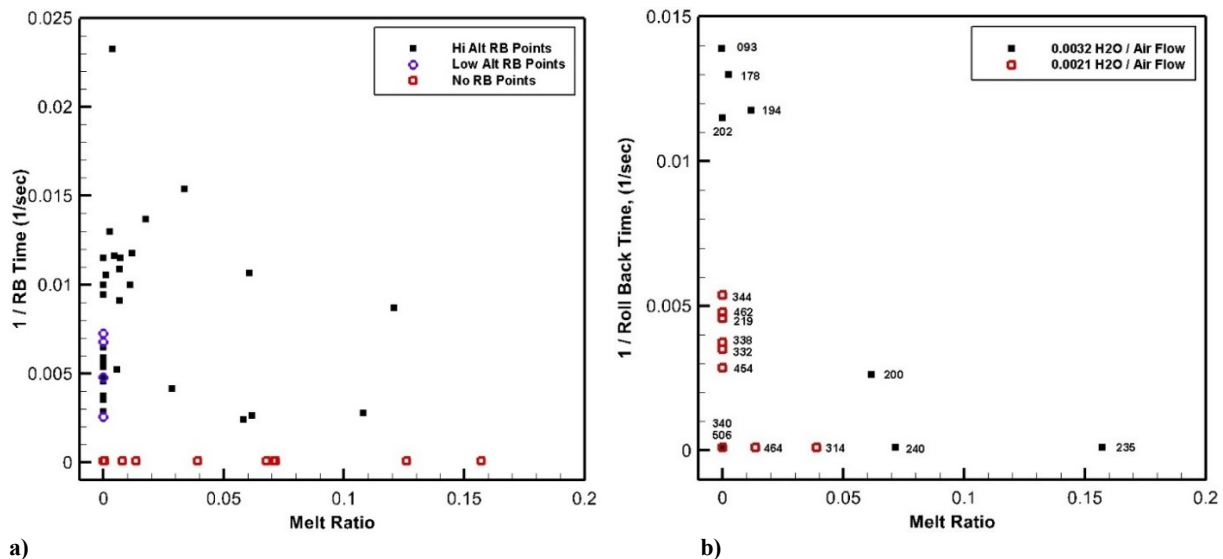 0.025
0.02
0.015
0.01
0.005
0
1 / RB Time (1/sec)
Hi Alt RB Points
Low Alt RB Points
No RB Points
0 0.05 0.1 0.15 0.2
Melt Ratio
a)
0.015
0.01
0.005
0
1 / Roll Back Time, (1/sec)
0.0032 H2O / Air Flow
0.0021 H2O / Air Flow
093
178
194
202
344
462
219
338
332
454
200
340
506
464
314
240
235
0 0.05 0.1 0.15 0.2
Melt Ratio
b)